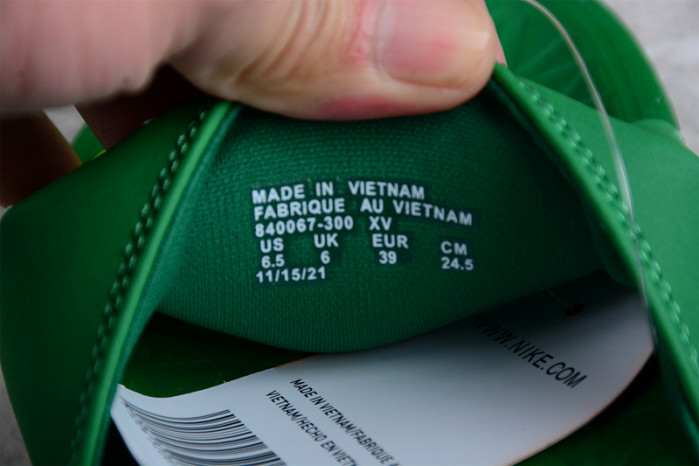 MADE IN VIETNAM
FABRIQUE AU VIETNAM
840067-300 XV
US UK EUR CM
6.5 6 39 24.5
11/15/21
WWW.NIKE.COM
MADE IN VIETNAM/FABRIQUE
VIETNAM/HECHO EN VIETN